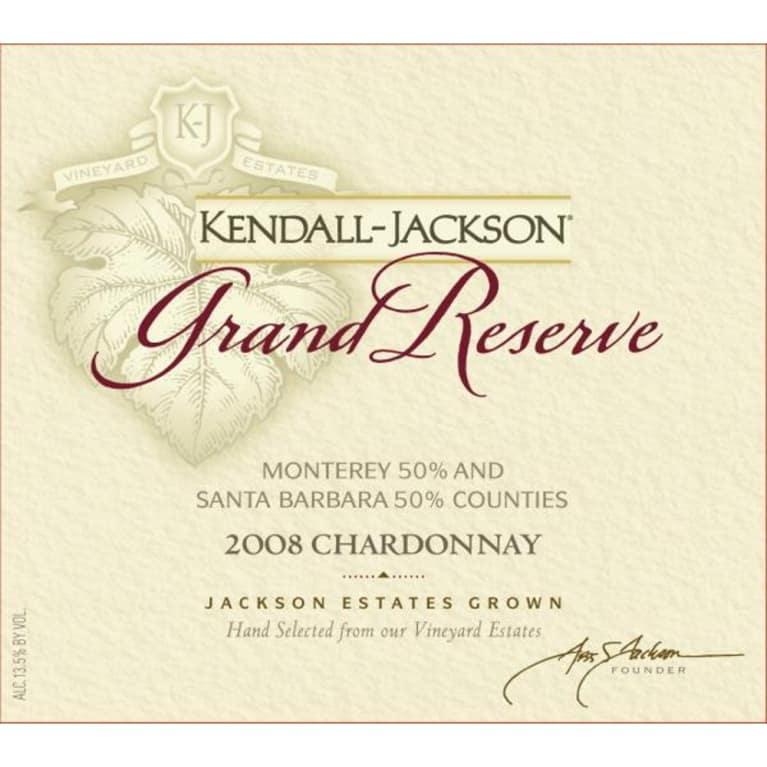 K-J
VINEYARD ESTATES
KENDALL-JACKSON®
Grand Reserve
MONTEREY 50% AND
SANTA BARBARA 50% COUNTIES
2008 CHARDONNAY
JACKSON ESTATES GROWN
Hand Selected from our Vineyard Estates
FOUNDER
ALC.13.5% BY VOL.